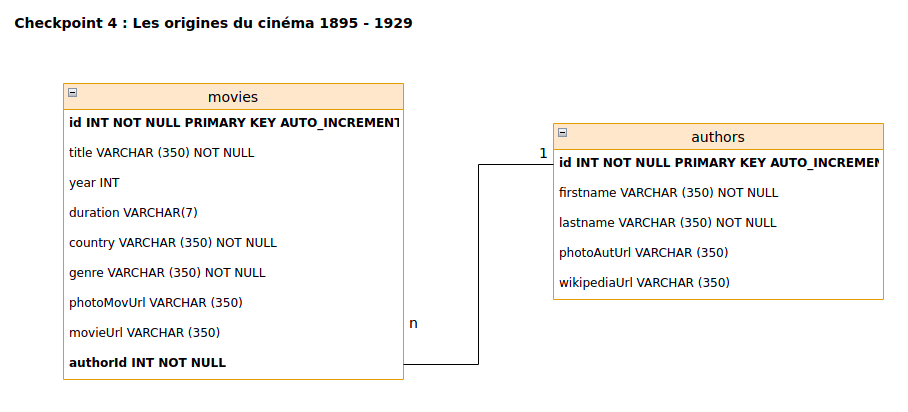 Checkpoint 4 : Les origines du cinéma 1895 - 1929
movies
id INT NOT NULL PRIMARY KEY AUTO_INCREMENT
title VARCHAR (350) NOT NULL
year INT
duration VARCHAR(7)
country VARCHAR (350) NOT NULL
genre VARCHAR (350) NOT NULL
photoMovUrl VARCHAR (350)
movieUrl VARCHAR (350)
authorId INT NOT NULL
n
1
authors
id INT NOT NULL PRIMARY KEY AUTO_INCREMEN
firstname VARCHAR (350) NOT NULL
lastname VARCHAR (350) NOT NULL
photoAutUrl VARCHAR (350)
wikipediaUrl VARCHAR (350)